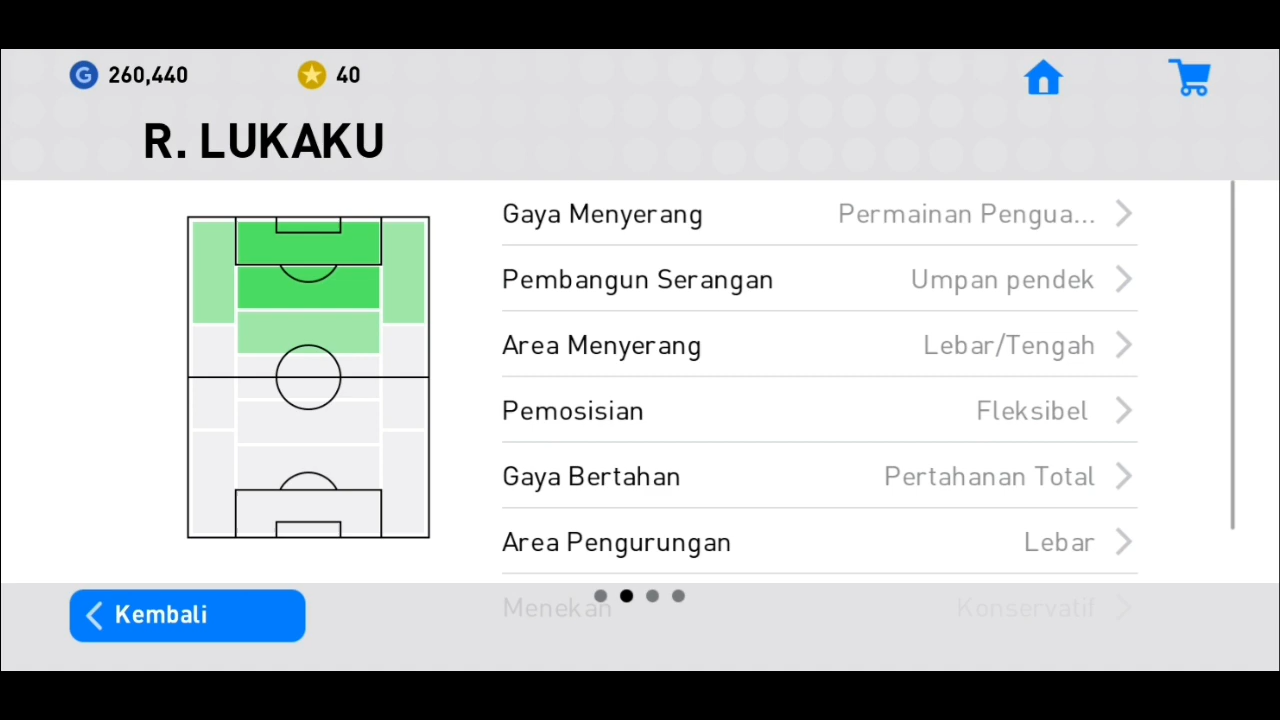 G 260,440 40
R. LUKAKU
Gaya Menyerang Permainan Pengua...
Pembangun Serangan Umpan pendek
Area Menyerang Lebar/Tengah
Pemosisian Fleksibel
Gaya Bertahan Pertahanan Total
Area Pengurungan Lebar
Menekan Konservatif
Kembali